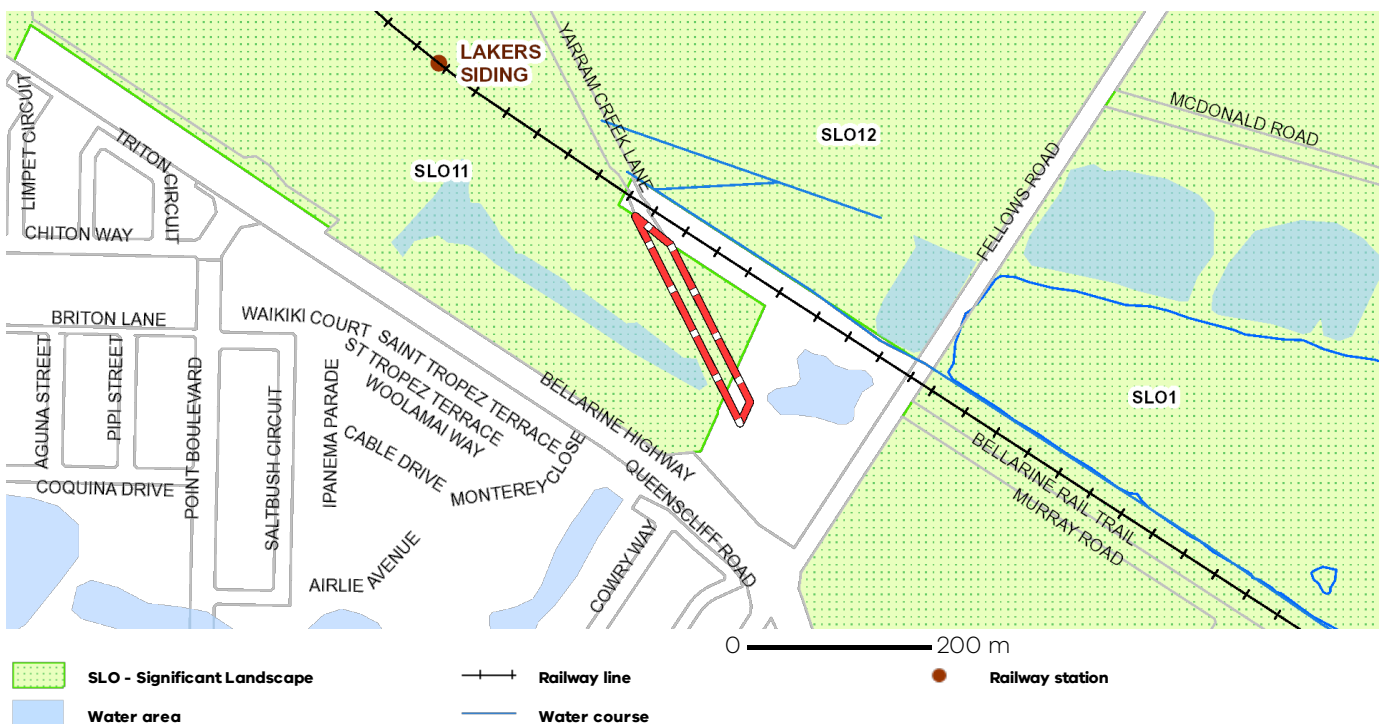 LAKERS
SIDING
YARRAM CREEK LANE
SLO12
MCDONALD ROAD
LIMPET CIRCUIT
TRITON CIRCUIT
SLO11
FELLOWS ROAD
CHITON WAY
BRITON LANE
WAIKIKI COURT
SAINT TROPEZ TERRACE
ST TROPEZ TERRACE
WOOLAMAI WAY
AGUNA STREET
PIPI STREET
POINT BOULEVARD
SALTBUSH CIRCUIT
IPANEMA PARADE
BELLARINE HIGHWAY
SLO1
CABLE DRIVE
MONTEREY CLOSE
COQUINA DRIVE
QUEENSCLIFF ROAD
BELLARINE RAIL TRAIL
MURRAY ROAD
AIRLIE AVENUE
COWRY WAY
0 200 m
SLO - Significant Landscape
Railway line
Railway station
Water area
Water course